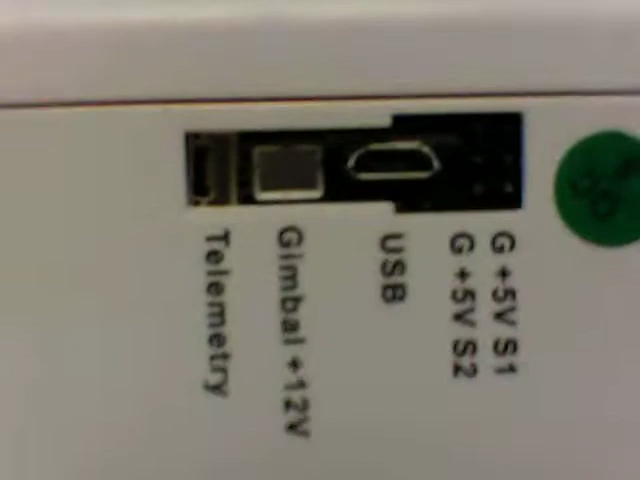 G +5V S1
G +5V S2
USB
Gimbal +12V
Telemetry